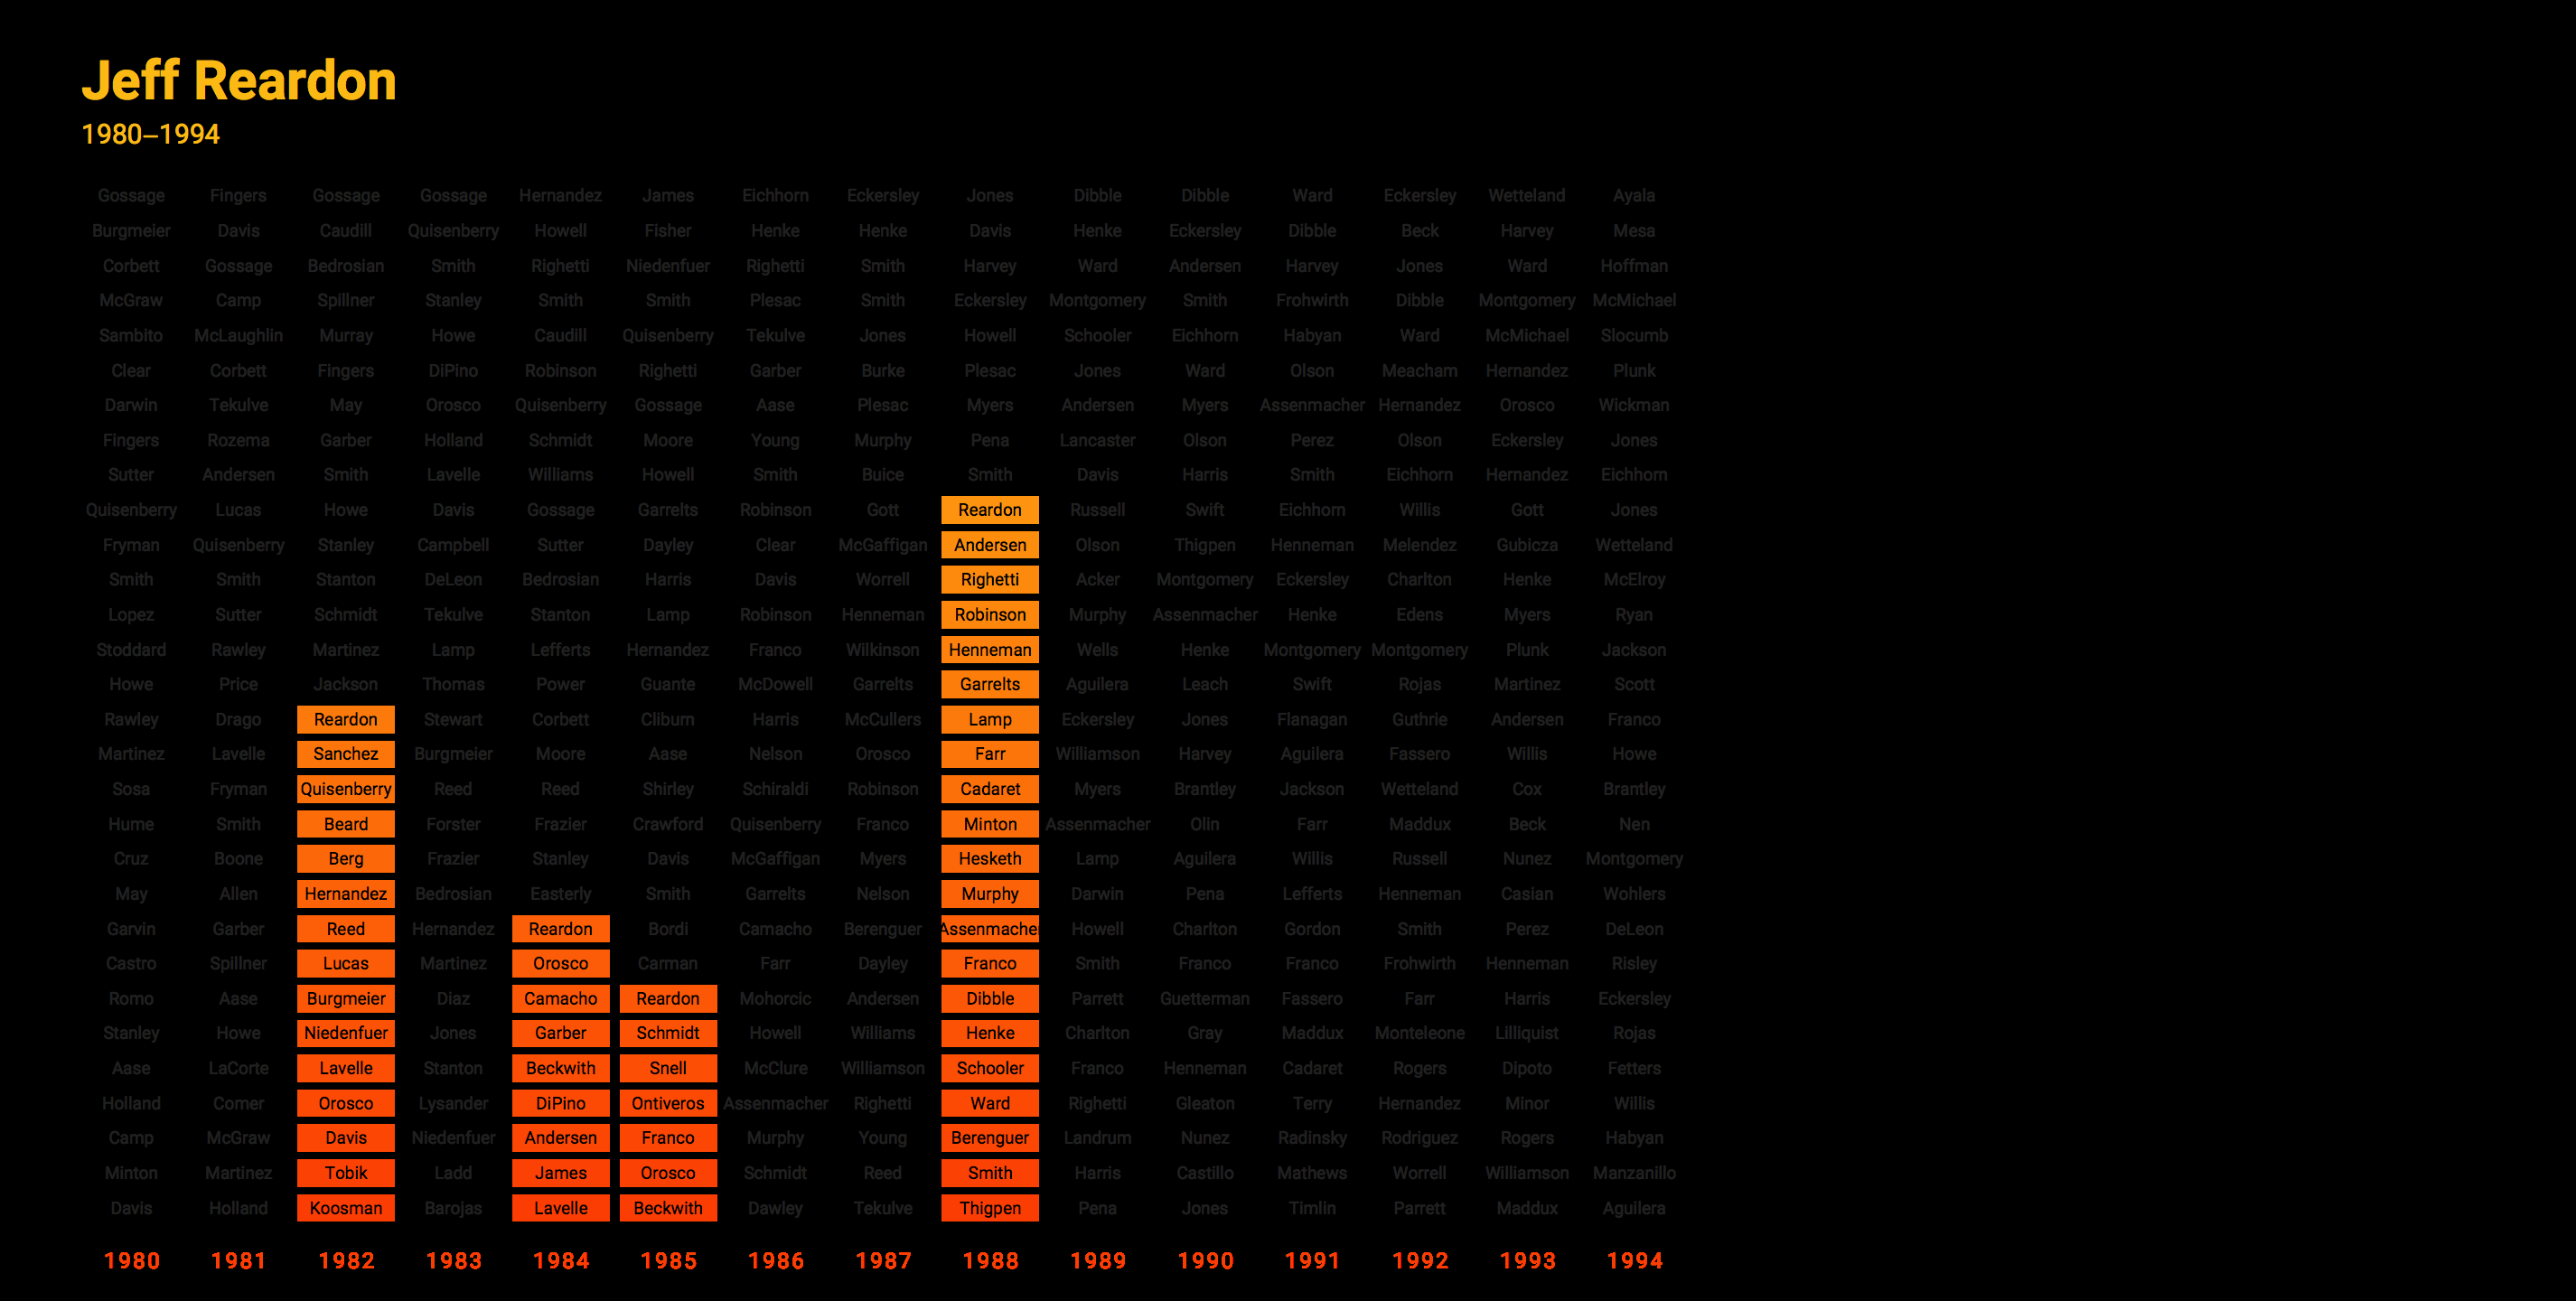 Jeff Reardon
1980–1994
Gossage Fingers Gossage Gossage Hernandez James Eichhorn Eckersley Jones Dibble Dibble Ward Eckersley Wetteland Ayala
Burgmeier Davis Caudill Quisenberry Howell Fisher Henke Henke Davis Henke Eckersley Dibble Beck Harvey Mesa
Corbett Gossage Bedrosian Smith Righetti Niedenfuer Righetti Smith Harvey Ward Andersen Harvey Jones Ward Hoffman
McGraw Camp Spillner Stanley Smith Smith Plesac Smith Eckersley Montgomery Smith Frohwirth Dibble Montgomery McMichael
Sambito McLaughlin Murray Howe Caudill Quisenberry Tekulve Jones Howell Schooler Eichhorn Habyan Ward McMichael Slocumb
Clear Corbett Fingers DiPino Robinson Righetti Garber Burke Plesac Jones Ward Olson Meacham Hernandez Plunk
Darwin Tekulve May Orosco Quisenberry Gossage Aase Plesac Myers Andersen Myers Assenmacher Hernandez Orosco Wickman
Fingers Rozema Garber Holland Schmidt Moore Young Murphy Pena Lancaster Olson Perez Olson Eckersley Jones
Sutter Andersen Smith Lavelle Williams Howell Smith Buice Smith Davis Harris Smith Eichhorn Hernandez Eichhorn
Quisenberry Lucas Howe Davis Gossage Garrelts Robinson Gott Reardon Russell Swift Eichhorn Willis Gott Jones
Fryman Quisenberry Stanley Campbell Sutter Dayley Clear McGaffigan Andersen Olson Thigpen Henneman Melendez Gubicza Wetteland
Smith Smith Stanton DeLeon Bedrosian Harris Davis Worrell Righetti Acker Montgomery Eckersley Charlton Henke McElroy
Lopez Sutter Schmidt Tekulve Stanton Lamp Robinson Henneman Robinson Murphy Assenmacher Henke Edens Myers Ryan
Stoddard Rawley Martinez Lamp Lefferts Hernandez Franco Wilkinson Henneman Wells Henke Montgomery Montgomery Plunk Jackson
Howe Price Jackson Thomas Power Guante McDowell Garrelts Garrelts Aguilera Leach Swift Rojas Martinez Scott
Rawley Drago Reardon Stewart Corbett Cliburn Harris McCullers Lamp Eckersley Jones Flanagan Guthrie Andersen Franco
Martinez Lavelle Sanchez Burgmeier Moore Aase Nelson Orosco Farr Williamson Harvey Aguilera Fassero Willis Howe
Sosa Fryman Quisenberry Reed Reed Shirley Schiraldi Robinson Cadaret Myers Brantley Jackson Wetteland Cox Brantley
Hume Smith Beard Forster Frazier Crawford Quisenberry Franco Minton Assenmacher Olin Farr Maddux Beck Nen
Cruz Boone Berg Frazier Stanley Davis McGaffigan Myers Hesketh Lamp Aguilera Willis Russell Nunez Montgomery
May Allen Hernandez Bedrosian Easterly Smith Garrelts Nelson Murphy Darwin Pena Lefferts Henneman Casian Wohlers
Garvin Garber Reed Hernandez Reardon Bordi Camacho Berenguer Assenmacher Howell Charlton Gordon Smith Perez DeLeon
Castro Spillner Lucas Martinez Orosco Carman Farr Dayley Franco Smith Franco Franco Frohwirth Henneman Risley
Romo Aase Burgmeier Diaz Camacho Reardon Mohorcic Andersen Dibble Parrett Guetterman Fassero Farr Harris Eckersley
Stanley Howe Niedenfuer Jones Garber Schmidt Howell Williams Henke Charlton Gray Maddux Monteleone Lilliquist Rojas
Aase LaCorte Lavelle Stanton Beckwith Snell McClure Williamson Schooler Franco Henneman Cadaret Rogers Dipoto Fetters
Holland Comer Orosco Lysander DiPino Ontiveros Assenmacher Righetti Ward Righetti Gleaton Terry Hernandez Minor Willis
Camp McGraw Davis Niedenfuer Andersen Franco Murphy Young Berenguer Landrum Nunez Radinsky Rodriguez Rogers Habyan
Minton Martinez Tobik Ladd James Orosco Schmidt Reed Smith Harris Castillo Mathews Worrell Williamson Manzanillo
Davis Holland Koosman Barojas Lavelle Beckwith Dawley Tekulve Thigpen Pena Jones Timlin Parrett Maddux Aguilera
1980 1981 1982 1983 1984 1985 1986 1987 1988 1989 1990 1991 1992 1993 1994